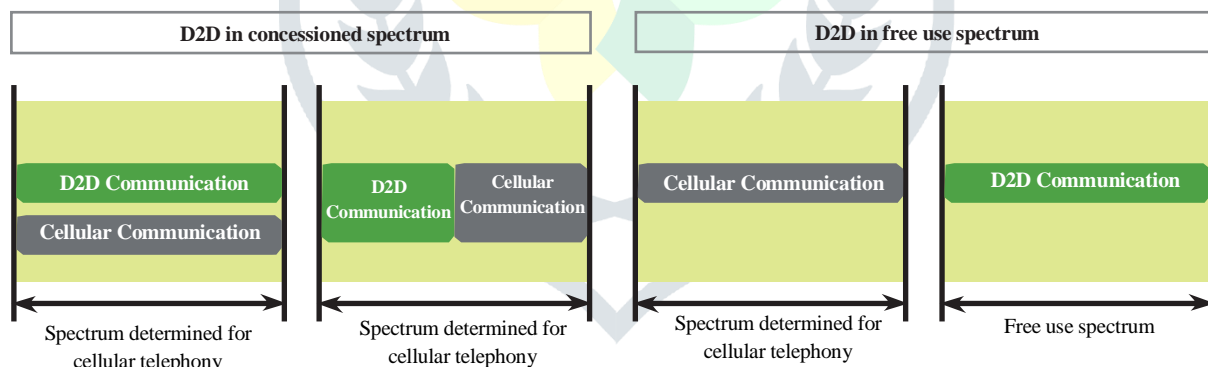 D2D in concessioned spectrum
D2D in free use spectrum
D2D Communication
Cellular Communication
D2D
Communication
Cellular
Communication
Cellular Communication
D2D Communication
Spectrum determined for
cellular telephony
Spectrum determined for
cellular telephony
Spectrum determined for
cellular telephony
Free use spectrum